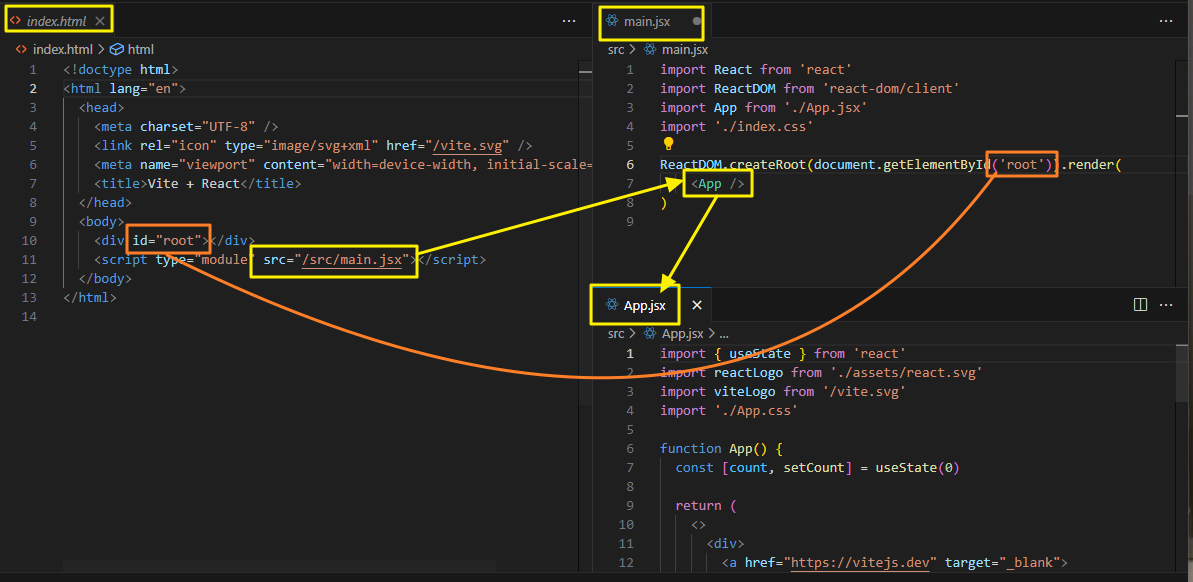 index.html
index.html > html
1 <!doctype html>
2 <html lang="en">
3 <head>
4 <meta charset="UTF-8" />
5 <link rel="icon" type="image/svg+xml" href="/vite.svg" />
6 <meta name="viewport" content="width=device-width, initial-scale=
7 <title>Vite + React</title>
8 </head>
9 <body>
10 <div id="root"></div>
11 <script type="module" src="/src/main.jsx"></script>
12 </body>
13 </html>
14
main.jsx
src > main.jsx
1 import React from 'react'
2 import ReactDOM from 'react-dom/client'
3 import App from './App.jsx'
4 import './index.css'
5
6 ReactDOM.createRoot(document.getElementById('root')).render(
7 <App />
8 )
9
App.jsx
src > App.jsx > ...
1 import { useState } from 'react'
2 import reactLogo from './assets/react.svg'
3 import viteLogo from '/vite.svg'
4 import './App.css'
5
6 function App() {
7 const [count, setCount] = useState(0)
8
9 return (
10 <>
11 <div>
12 <a href="https://vitejs.dev" target="_blank">